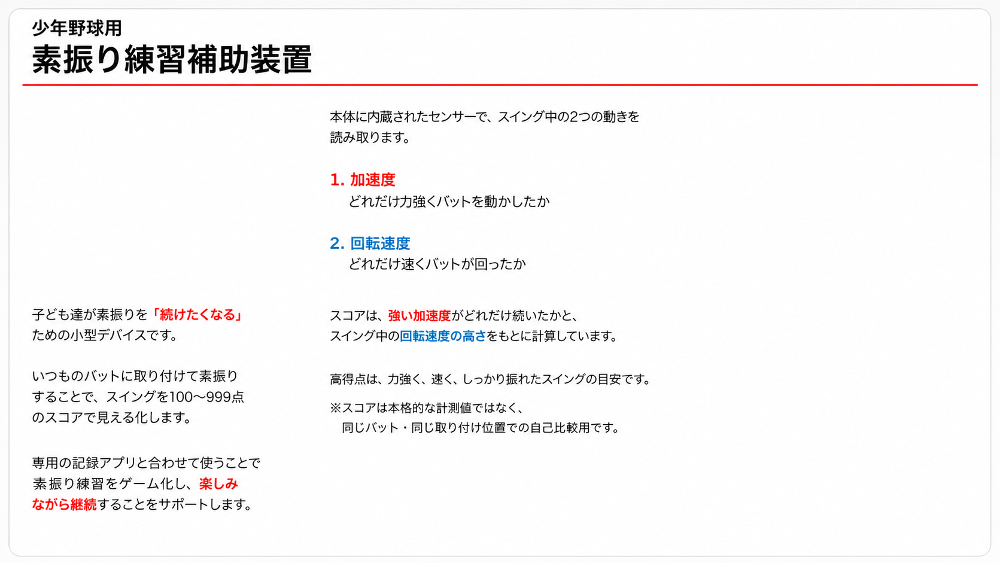 少年野球用
素振り練習補助装置
子ども達が素振りを「続けたくなる」
ための小型デバイスです。
いつものバットに取り付けて素振り
することで、スイングを100〜999点
のスコアで見える化します。
専用の記録アプリと合わせて使うことで
素振り練習をゲーム化し、楽しみ
ながら継続することをサポートします。
本体に内蔵されたセンサーで、スイング中の2つの動きを
読み取ります。
1. 加速度
どれだけ力強くバットを動かしたか
2. 回転速度
どれだけ速くバットが回ったか
スコアは、強い加速度がどれだけ続いたかと、
スイング中の回転速度の高さをもとに計算しています。
高得点は、力強く、速く、しっかり振れたスイングの目安です。
※スコアは本格的な計測値ではなく、
同じバット・同じ取り付け位置での自己比較用です。